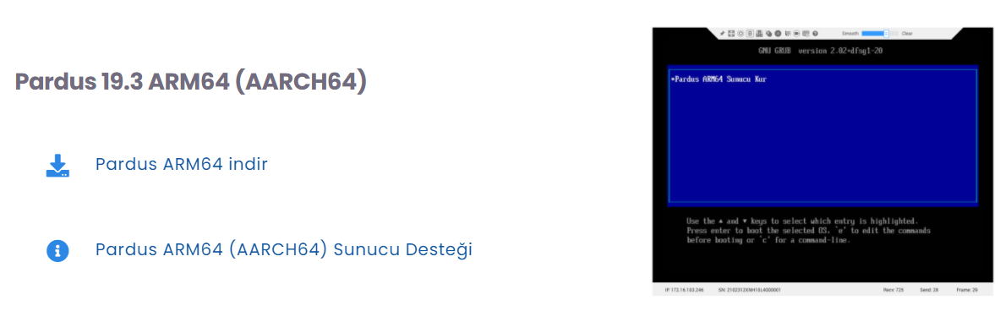 Pardus 19.3 ARM64 (AARCH64)
Pardus ARM64 indir
Pardus ARM64 (AARCH64) Sunucu Desteği
Smooth Clear
GNU GRUB version 2.02+dfsg1-20
*Pardus ARM64 Sunucu Kur
Use the ▲ and ▼ keys to select which entry is highlighted.
Press enter to boot the selected OS, `e' to edit the commands
before booting or `c' for a command-line.
IP: 172.16.103.246 SN: 2102312XNH10L4000001 Recv: 725 Send: 28 Frame: 29